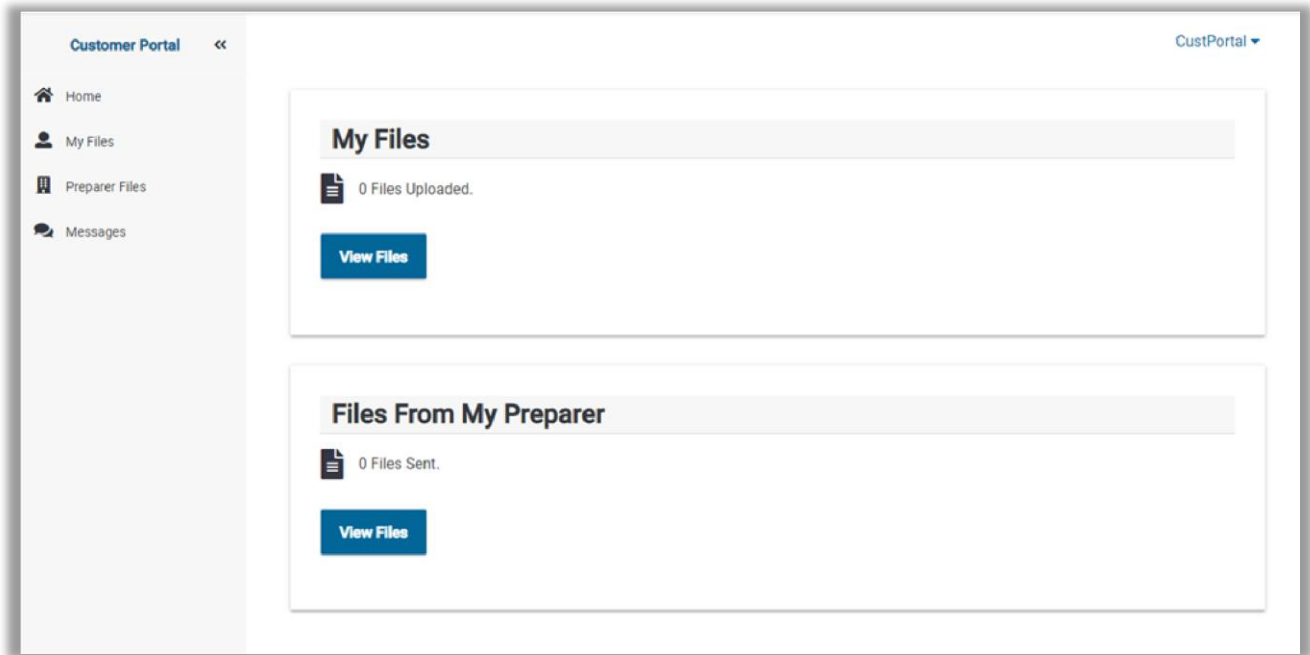 Customer Portal
CustPortal
Home
My Files
Preparer Files
Messages
My Files
0 Files Uploaded.
View Files
Files From My Preparer
0 Files Sent.
View Files